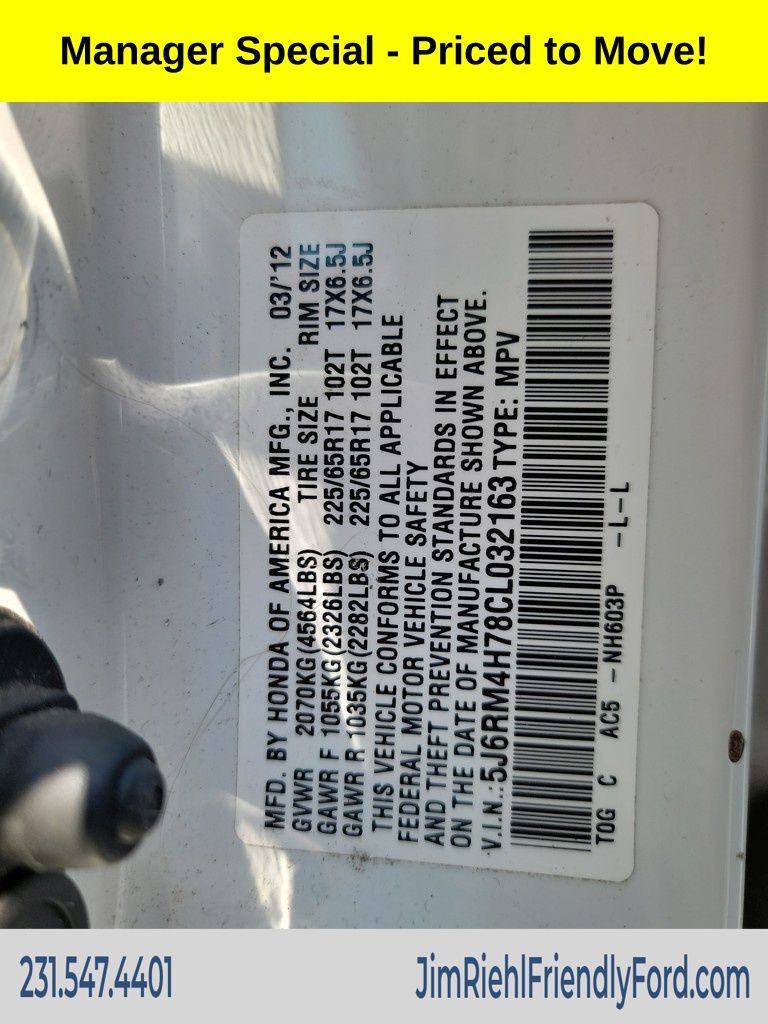 Manager Special - Priced to Move!
MFD. BY HONDA OF AMERICA MFG., INC. 03/'12
GVWR 2070KG(4564LBS) TIRE SIZE RIM SIZE
GAWR F 1055KG(2326LBS) 225/65R17 102T 17X6.5J
GAWR R 1035KG(2282LBS) 225/65R17 102T 17X6.5J
THIS VEHICLE CONFORMS TO ALL APPLICABLE
FEDERAL MOTOR VEHICLE SAFETY
AND THEFT PREVENTION STANDARDS IN EFFECT
ON THE DATE OF MANUFACTURE SHOWN ABOVE.
V.I.N.:5J6RM4H78CL032163 TYPE: MPV
T0G C AC5 -NH603P -L-L
231.547.4401
JimRiehlFriendlyFord.com